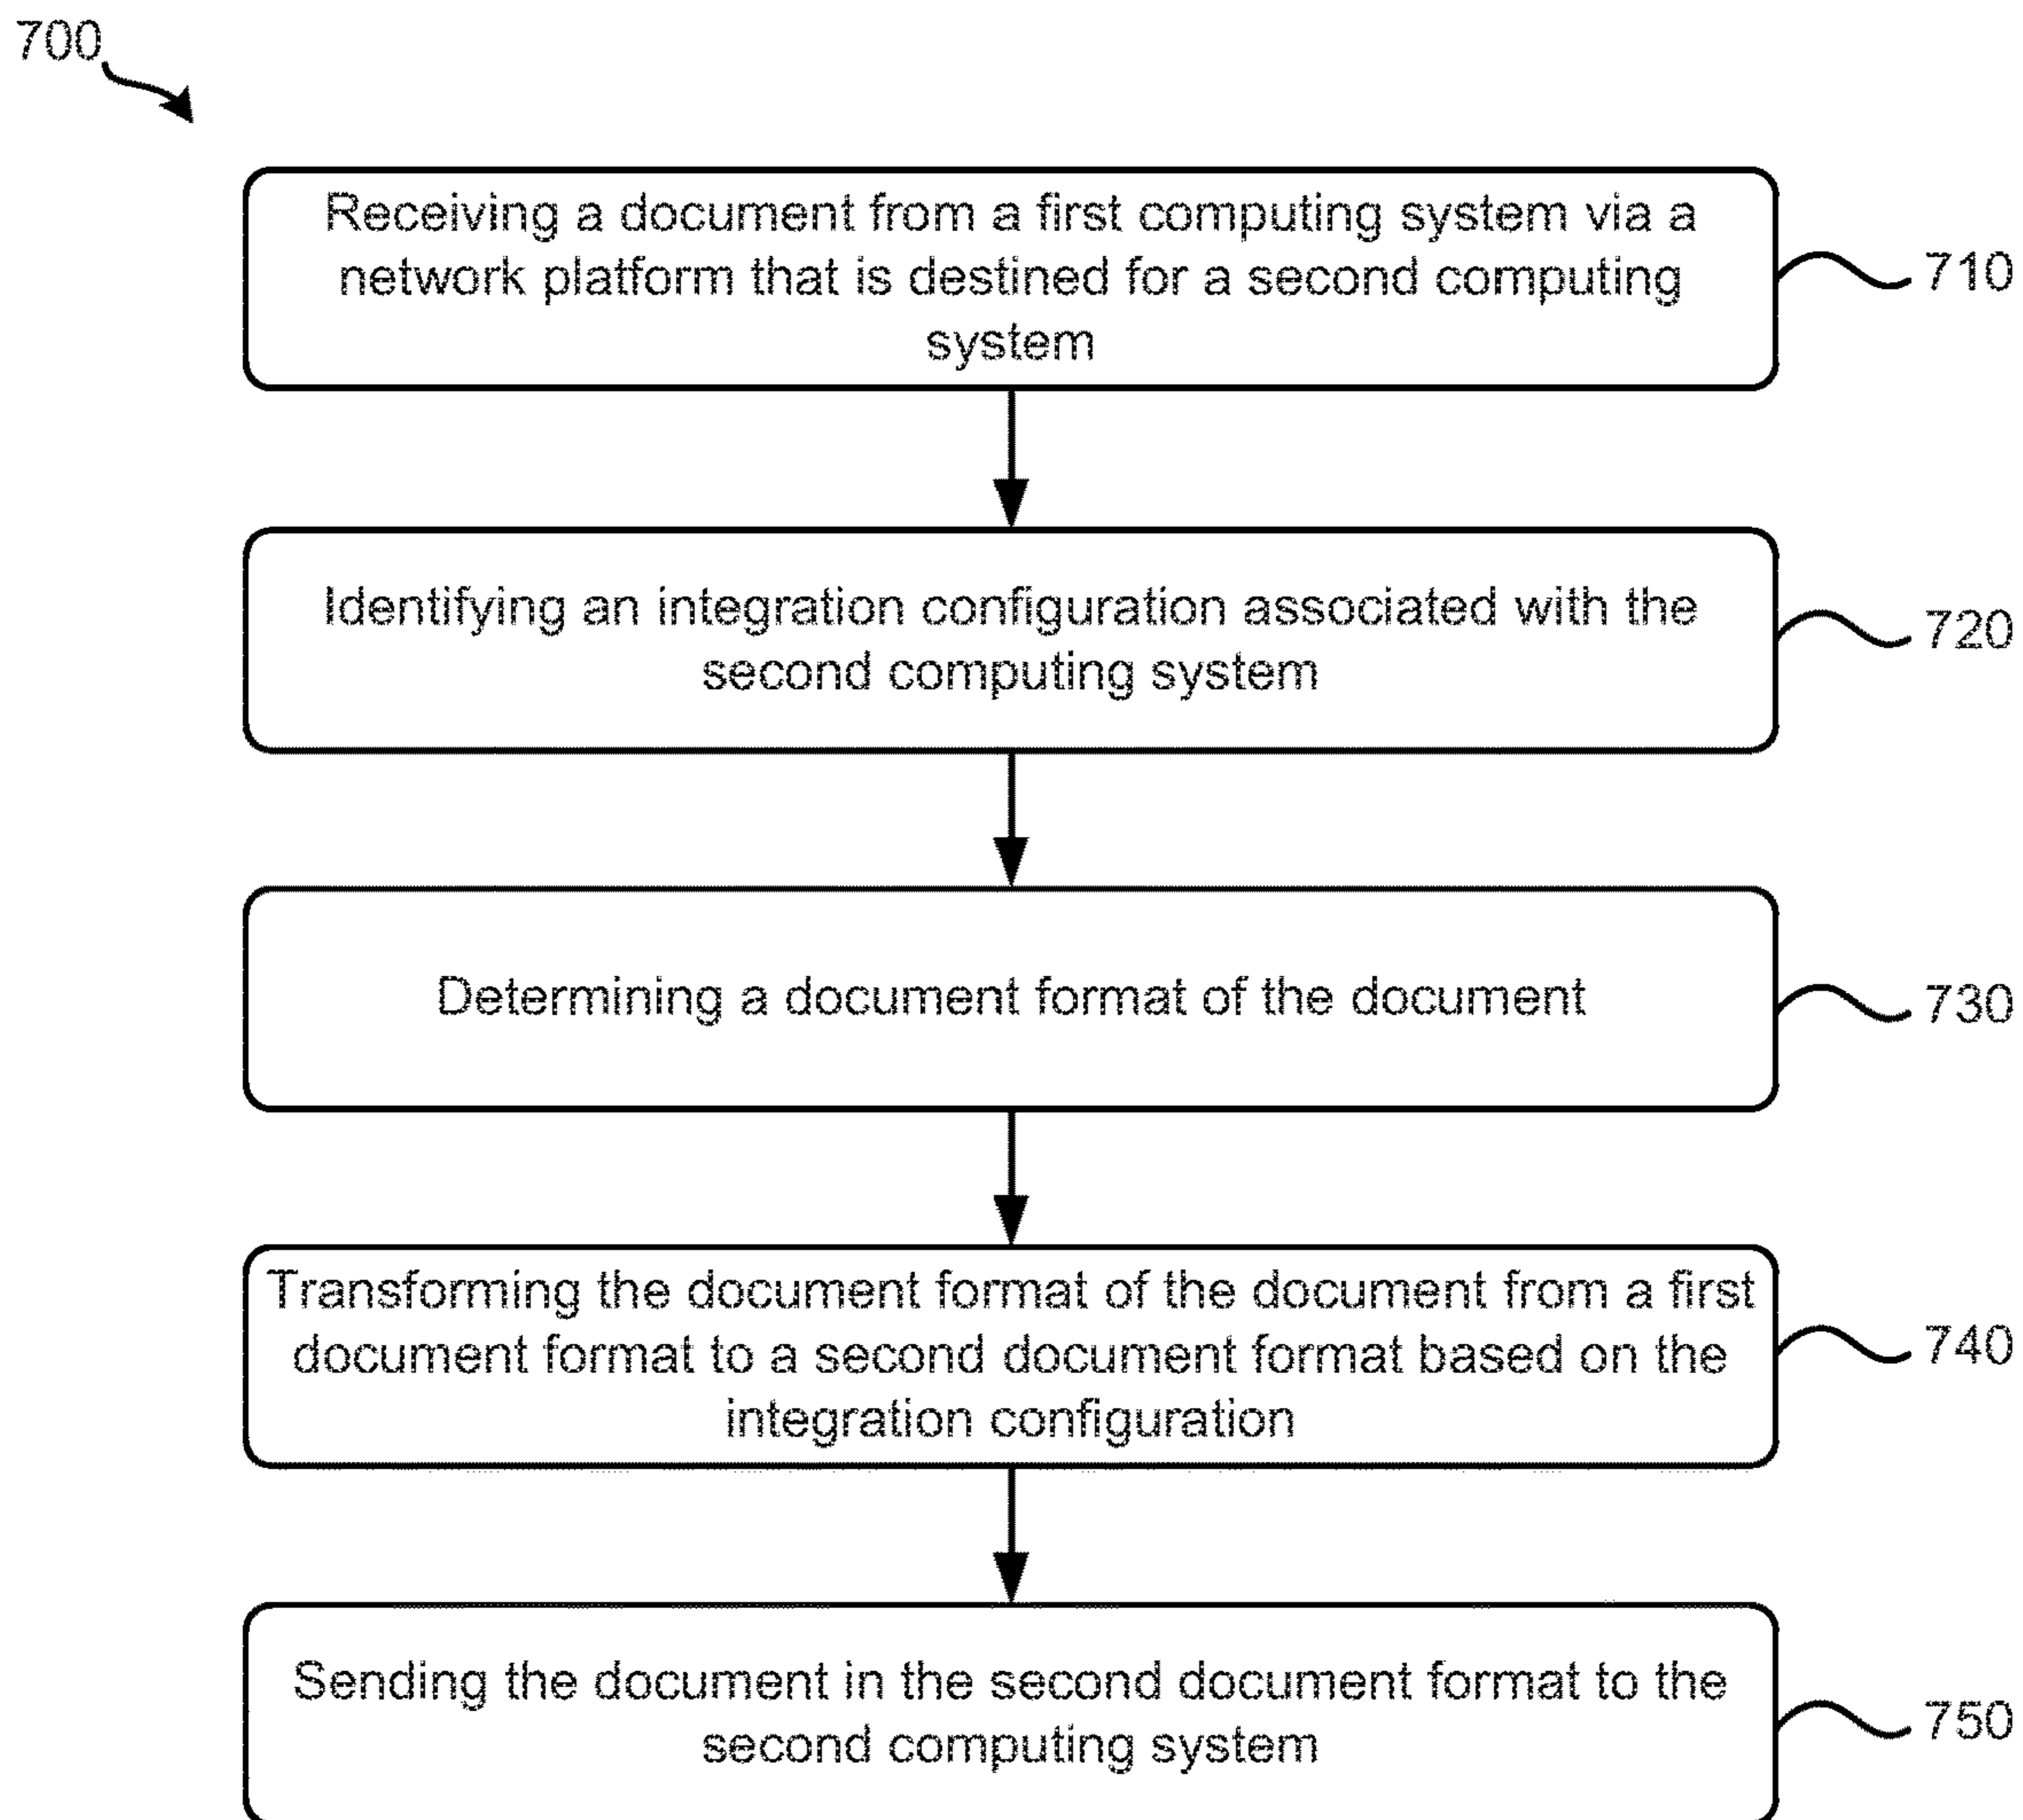 700
Receiving a document from a first computing system via a
network platform that is destined for a second computing
system
710
Identifying an integration configuration associated with the
second computing system
720
Determining a document format of the document
730
Transforming the document format of the document from a first
document format to a second document format based on the
integration configuration
740
Sending the document in the second document format to the
second computing system
750